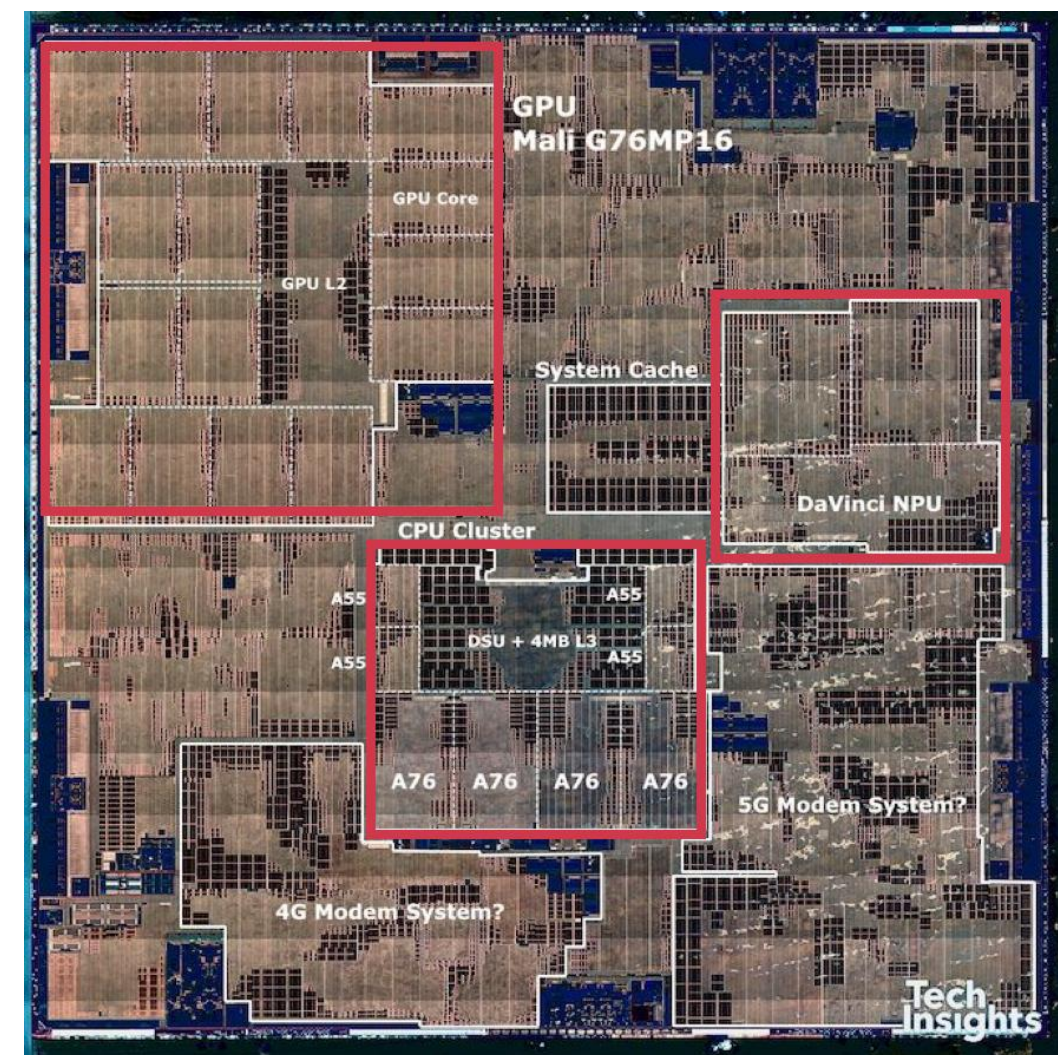 GPU
Mali G76MP16
GPU Core
GPU L2
System Cache
DaVinci NPU
CPU Cluster
A55
A55
DSU + 4MB L3
A55
A55
A76
A76
A76
A76
5G Modem System?
4G Modem System?
Tech
Insights